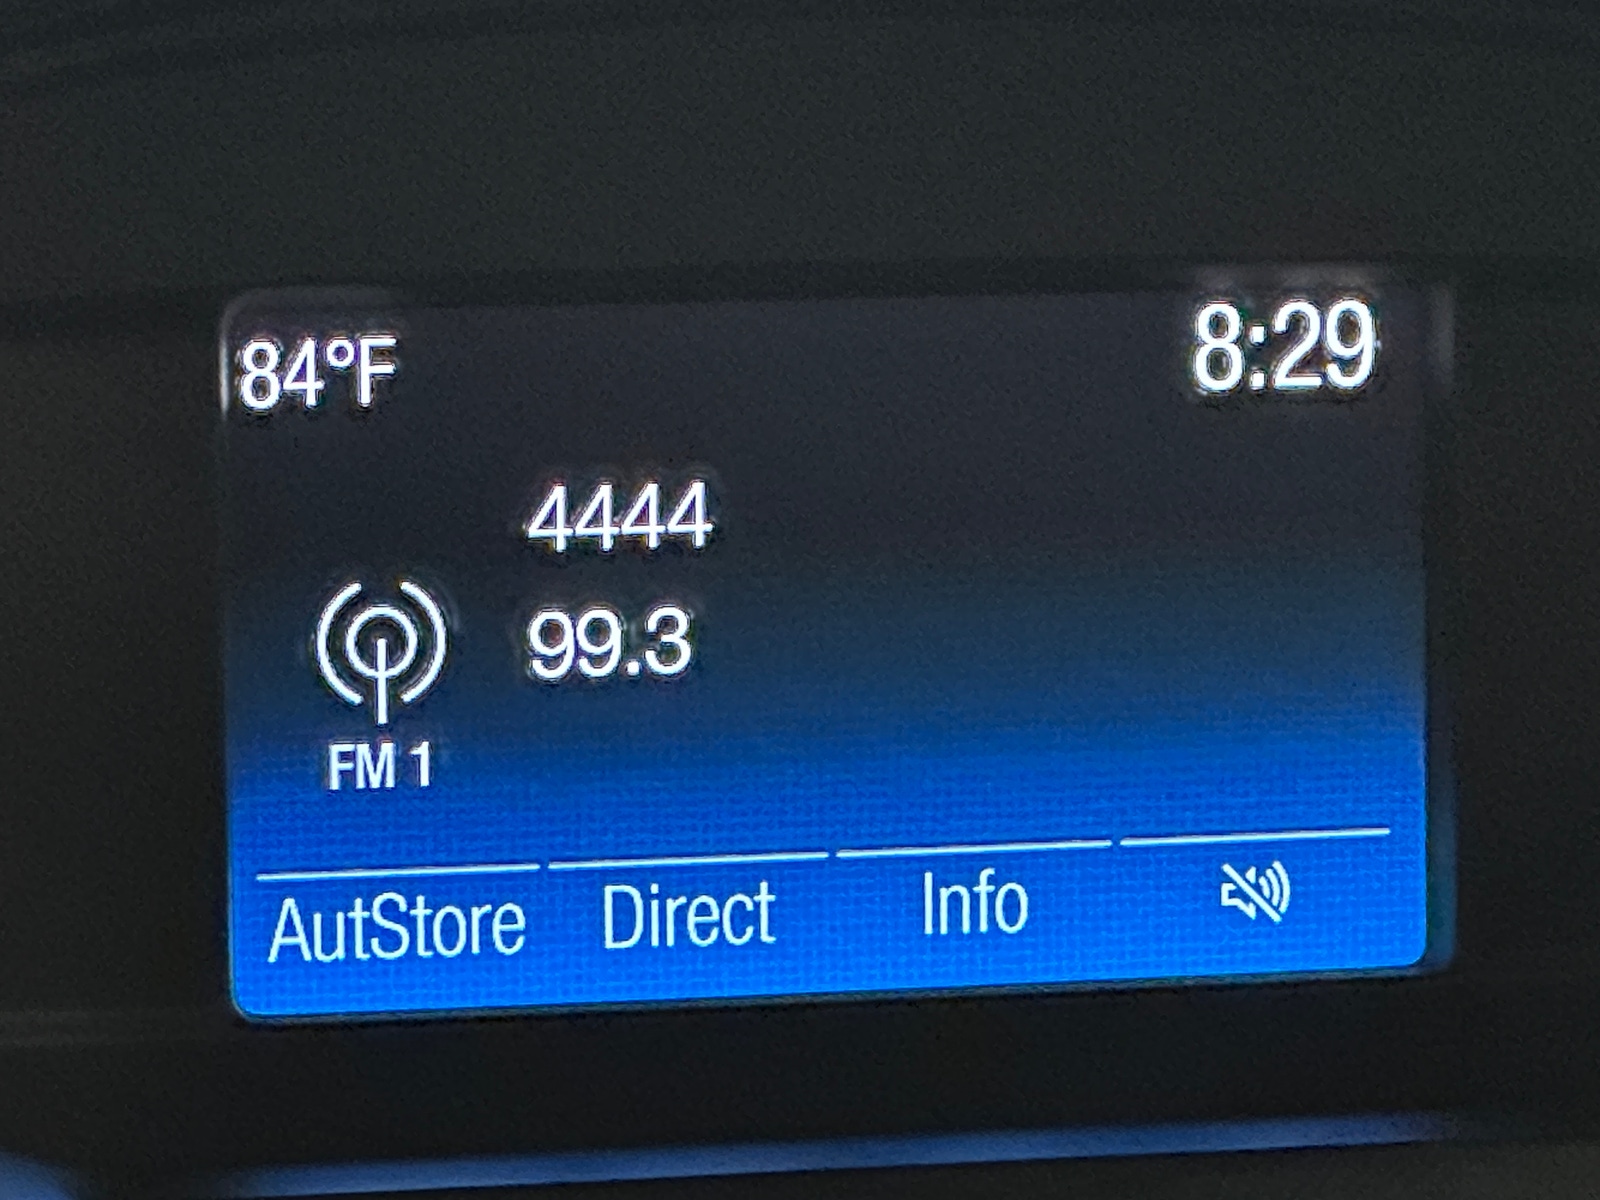 84°F
8:29
4444
99.3
FM 1
AutStore
Direct
Info